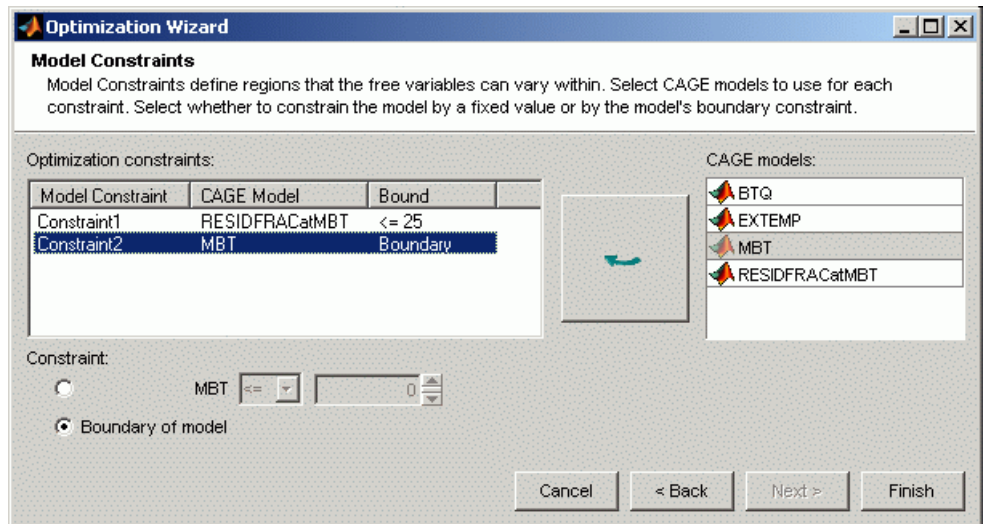 Optimization Wizard
Model Constraints
Model Constraints define regions that the free variables can vary within. Select CAGE models to use for each
constraint. Select whether to constrain the model by a fixed value or by the model's boundary constraint.
Optimization constraints:
CAGE models:
Model Constraint CAGE Model Bound
Constraint1 RESIDFRACatMBT <= 25
Constraint2 MBT Boundary
BTQ
EXTEMP
MBT
RESIDFRACatMBT
Constraint:
MBT <= 0
Boundary of model
Cancel < Back Next > Finish